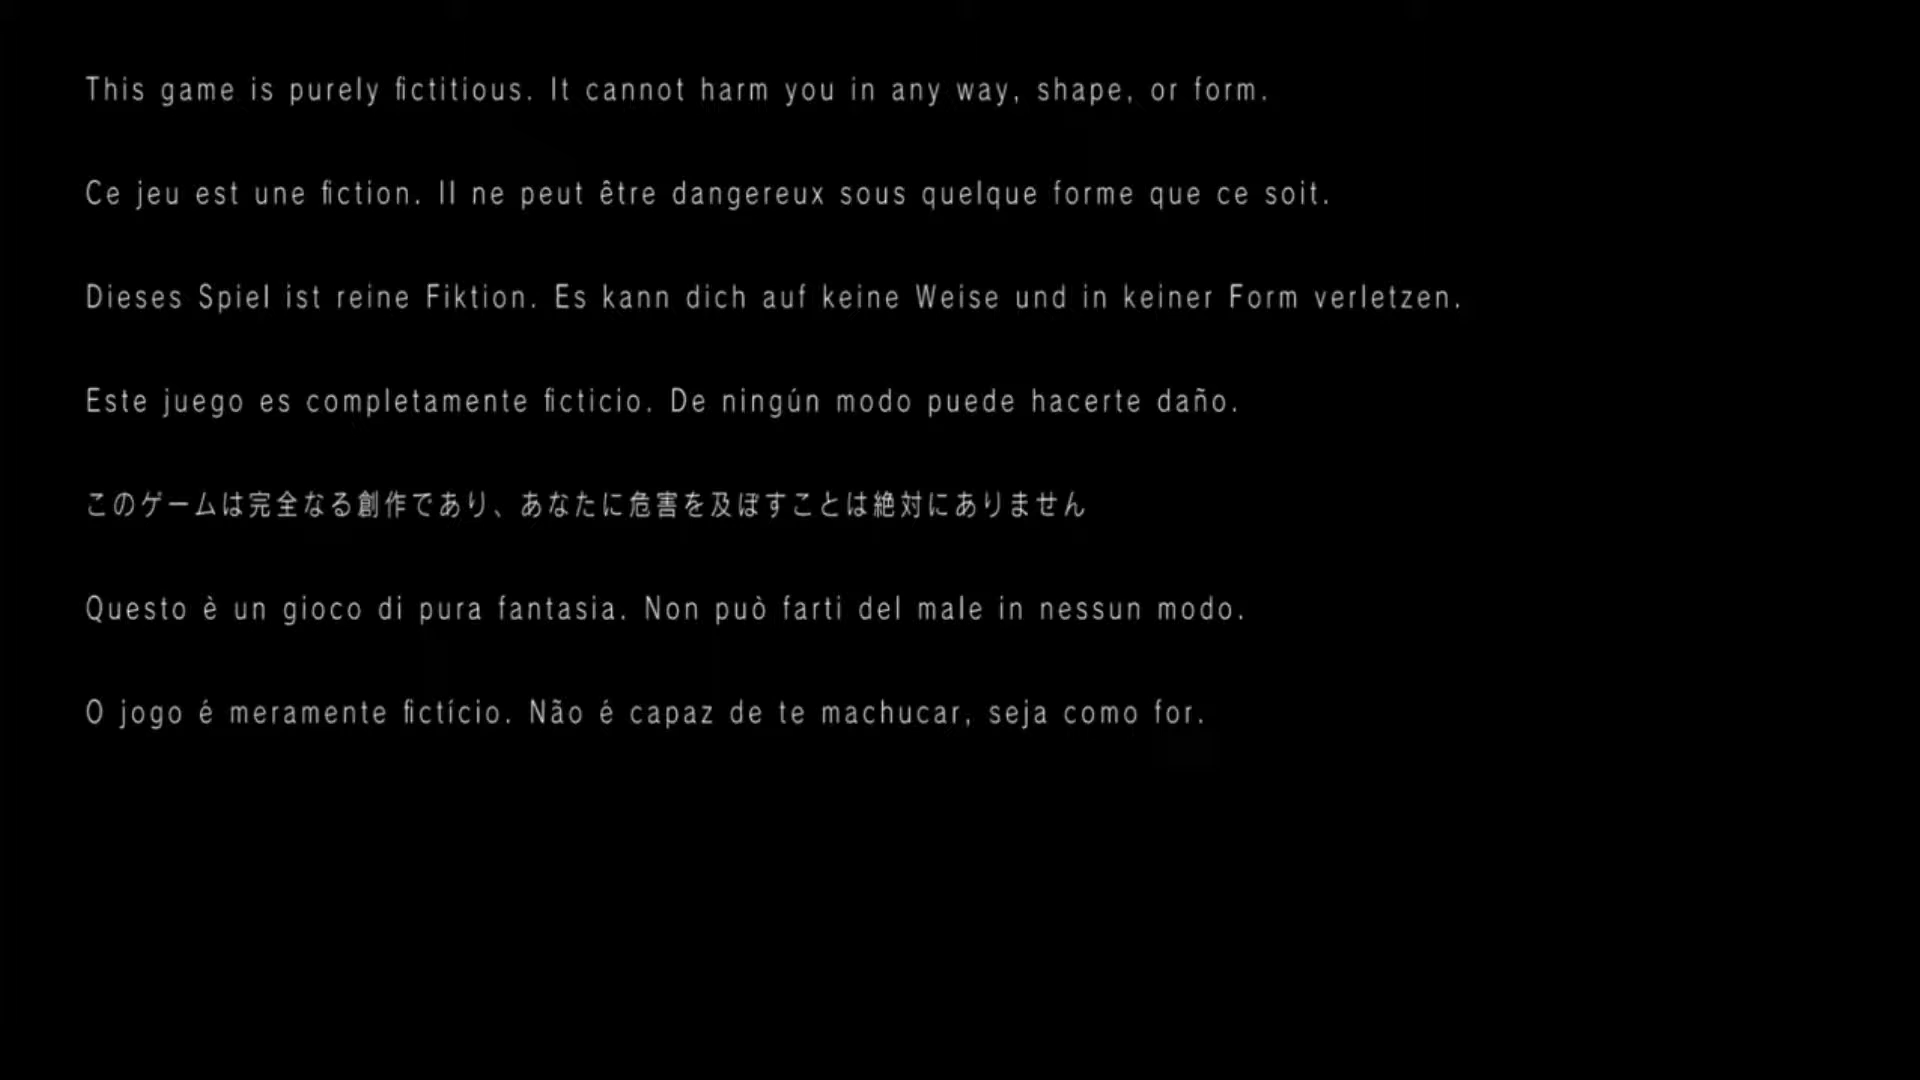 This game is purely fictitious. It cannot harm you in any way, shape, or form.
Ce jeu est une fiction. Il ne peut être dangereux sous quelque forme que ce soit.
Dieses Spiel ist reine Fiktion. Es kann dich auf keine Weise und in keiner Form verletzen.
Este juego es completamente ficticio. De ningún modo puede hacerte daño.
このゲームは完全なる創作であり、あなたに危害を及ぼすことは絶対にありません
Questo è un gioco di pura fantasia. Non può farti del male in nessun modo.
O jogo é meramente fictício. Não é capaz de te machucar, seja como for.